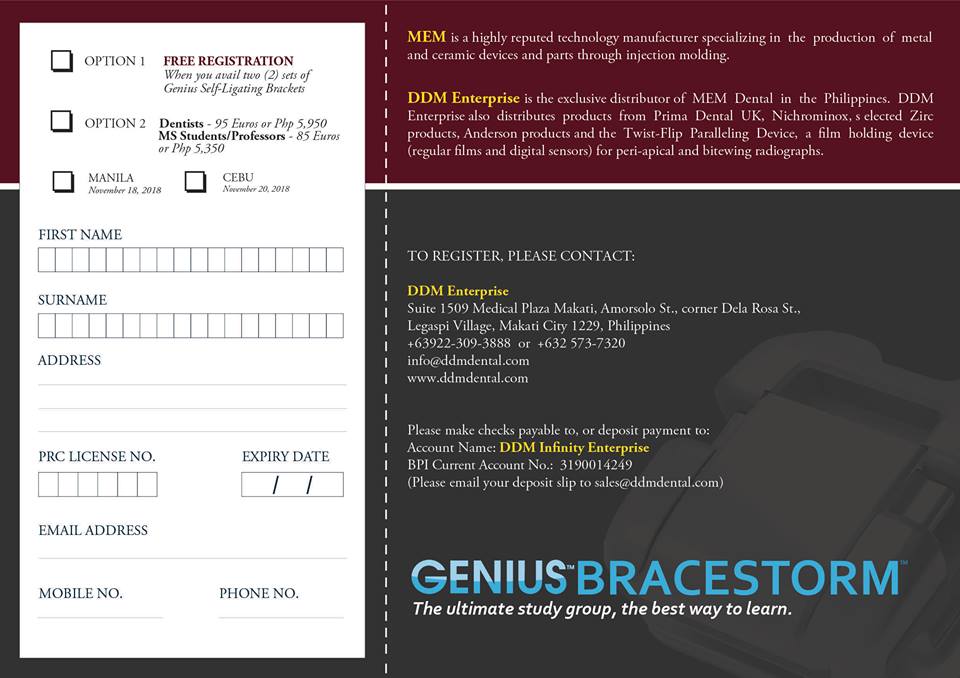 OPTION 1 FREE REGISTRATION
When you avail two (2) sets of
Genius Self-Ligating Brackets
OPTION 2 Dentists - 95 Euros or Php 5,950
MS Students/Professors - 85 Euros
or Php 5,350
MANILA
November 18, 2018
CEBU
November 20, 2018
FIRST NAME
SURNAME
ADDRESS
PRC LICENSE NO. EXPIRY DATE
/ /
EMAIL ADDRESS
MOBILE NO. PHONE NO.
MEM is a highly reputed technology manufacturer specializing in the production of metal
and ceramic devices and parts through injection molding.
DDM Enterprise is the exclusive distributor of MEM Dental in the Philippines. DDM
Enterprise also distributes products from Prima Dental UK, Nichrominox, s elected Zirc
products, Anderson products and the Twist-Flip Paralleling Device, a film holding device
(regular films and digital sensors) for peri-apical and bitewing radiographs.
TO REGISTER, PLEASE CONTACT:
DDM Enterprise
Suite 1509 Medical Plaza Makati, Amorsolo St., corner Dela Rosa St.,
Legaspi Village, Makati City 1229, Philippines
+63922-309-3888 or +632 573-7320
info@ddmdental.com
www.ddmdental.com
Please make checks payable to, or deposit payment to:
Account Name: DDM Infinity Enterprise
BPI Current Account No.: 3190014249
(Please email your deposit slip to sales@ddmdental.com)
GENIUS™ BRACESTORM™
The ultimate study group, the best way to learn.